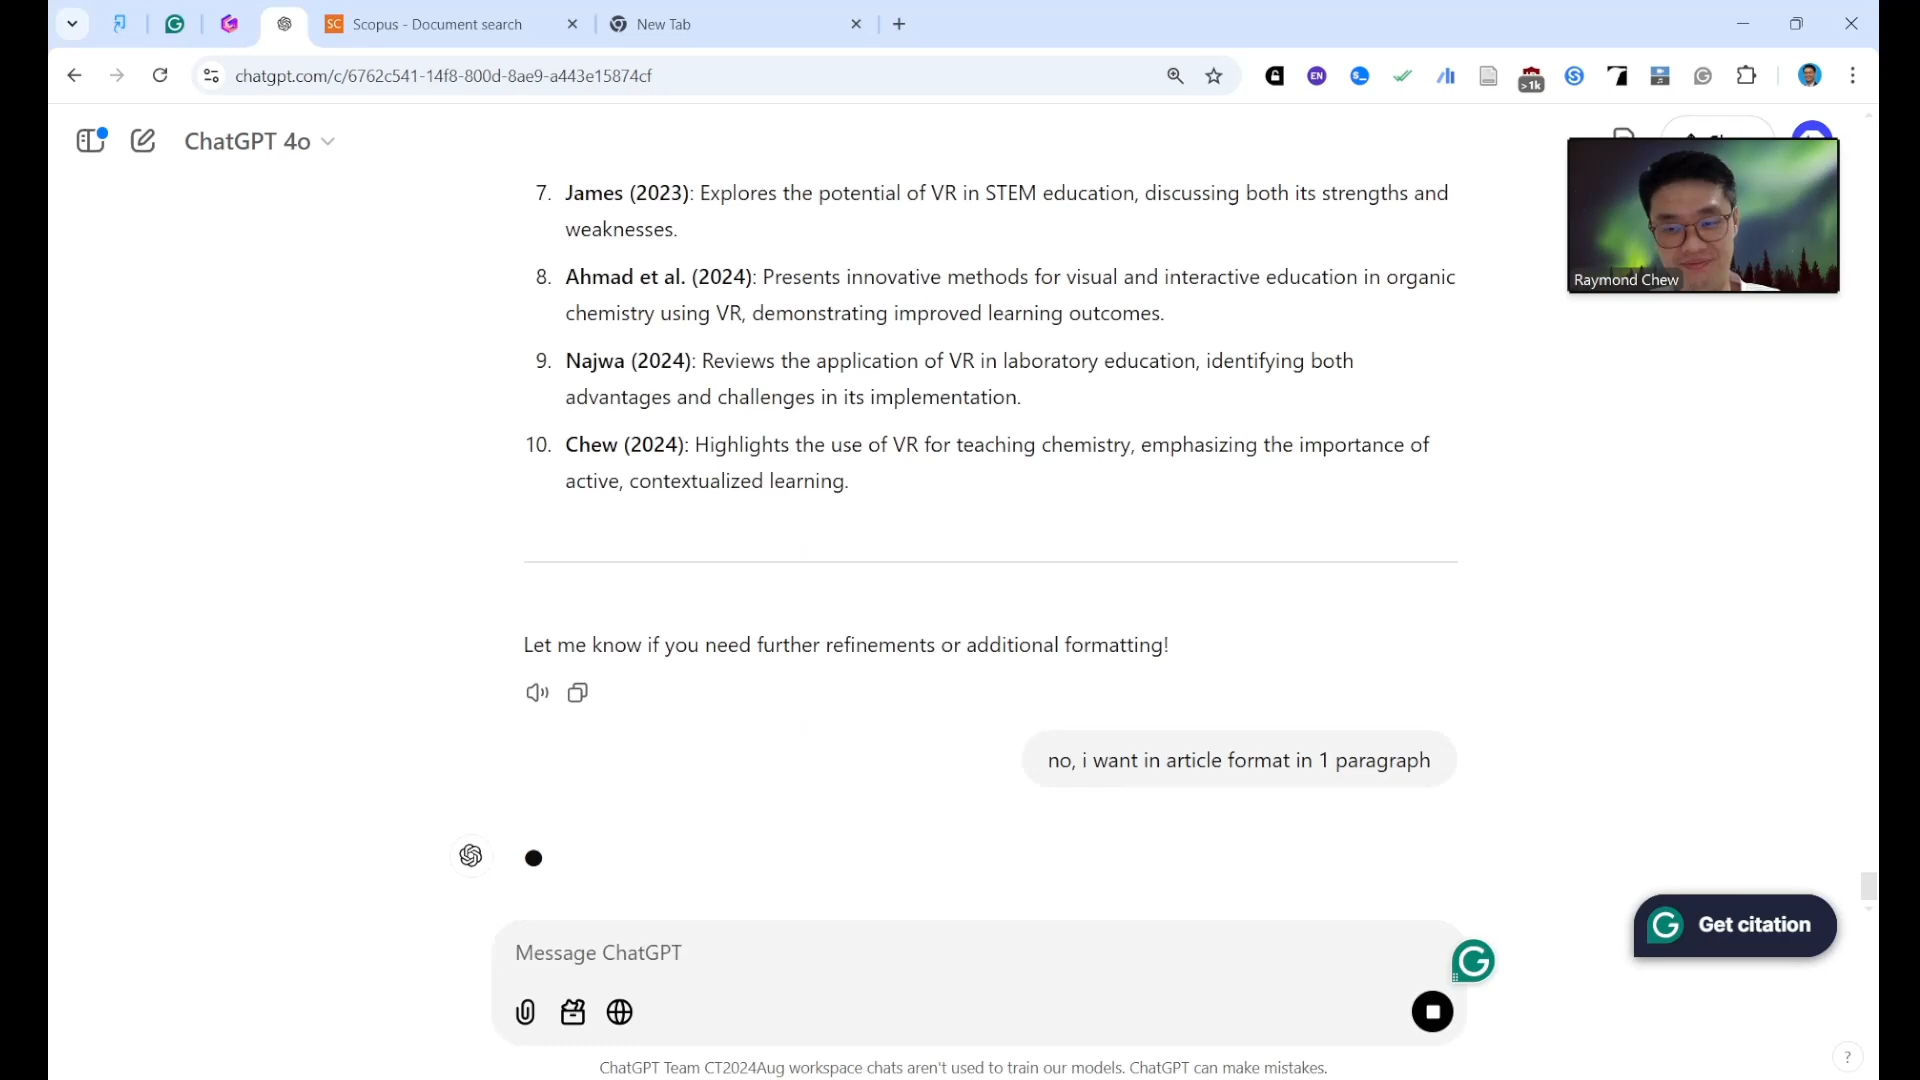 SC Scopus - Document search
New Tab
chatgpt.com/c/6762c541-14f8-800d-8ae9-a443e15874cf
EN
>1k
ChatGPT 4o
7. James (2023): Explores the potential of VR in STEM education, discussing both its strengths and
weaknesses.
8. Ahmad et al. (2024): Presents innovative methods for visual and interactive education in organic
chemistry using VR, demonstrating improved learning outcomes.
9. Najwa (2024): Reviews the application of VR in laboratory education, identifying both
advantages and challenges in its implementation.
10. Chew (2024): Highlights the use of VR for teaching chemistry, emphasizing the importance of
active, contextualized learning.
Raymond Chew
Let me know if you need further refinements or additional formatting!
no, i want in article format in 1 paragraph
Get citation
Message ChatGPT
ChatGPT Team CT2024Aug workspace chats aren't used to train our models. ChatGPT can make mistakes.
?